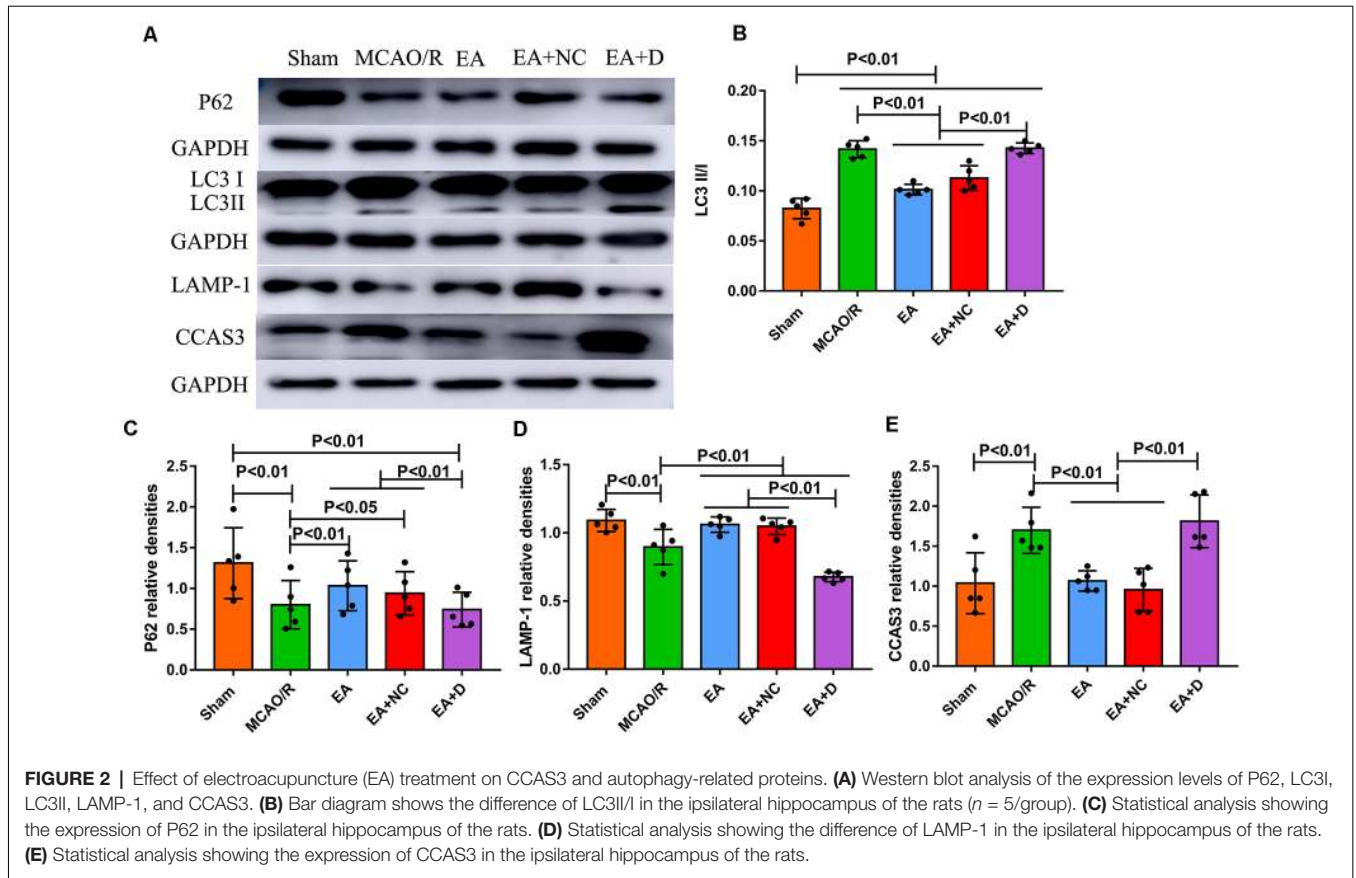 A
Sham MCAO/R EA EA+NC EA+D
P62
GAPDH
LC3 I
LC3II
GAPDH
LAMP-1
CCAS3
GAPDH
B
P<0.01
P<0.01
P<0.01
0.20
0.15
0.10
0.05
0.00
LC3 II/I
Sham
MCAO/R
EA
EA+NC
EA+D
C
P<0.01
P<0.01
P<0.01
P<0.05
P<0.01
2.5
2.0
1.5
1.0
0.5
0.0
P62 relative densities
Sham
MCAO/R
EA
EA+NC
EA+D
D
P<0.01
P<0.01
P<0.01
1.5
1.0
0.5
0.0
LAMP-1 relative densities
Sham
MCAO/R
EA
EA+NC
EA+D
E
P<0.01
P<0.01
P<0.01
2.5
2.0
1.5
1.0
0.5
0.0
CCAS3 relative densities
Sham
MCAO/R
EA
EA+NC
EA+D
FIGURE 2 | Effect of electroacupuncture (EA) treatment on CCAS3 and autophagy-related proteins. (A) Western blot analysis of the expression levels of P62, LC3I,
LC3II, LAMP-1, and CCAS3. (B) Bar diagram shows the difference of LC3II/I in the ipsilateral hippocampus of the rats (n = 5/group). (C) Statistical analysis showing
the expression of P62 in the ipsilateral hippocampus of the rats. (D) Statistical analysis showing the difference of LAMP-1 in the ipsilateral hippocampus of the rats.
(E) Statistical analysis showing the expression of CCAS3 in the ipsilateral hippocampus of the rats.